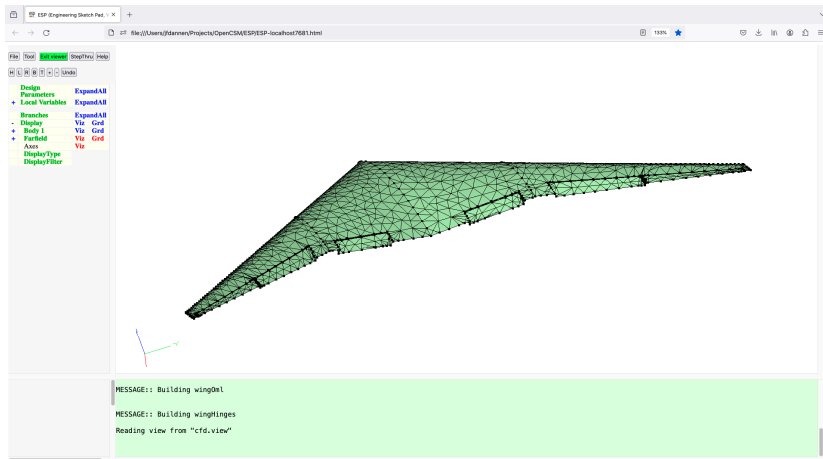 ESP (Engineering Sketch Pad, V
file:///Users/jfdannen/Projects/OpenCSM/ESP/ESP-localhost7681.html
133%
File Tool Exit viewer StepThru Help
H L R B T + - Undo
Design Parameters ExpandAll
+ Local Variables ExpandAll
Branches ExpandAll
- Display Viz Grd
+ Body 1 Viz Grd
+ Farfield Viz Grd
Axes Viz
DisplayType
DisplayFilter
MESSAGE:: Building wingOml
MESSAGE:: Building wingHinges
Reading view from "cfd.view"